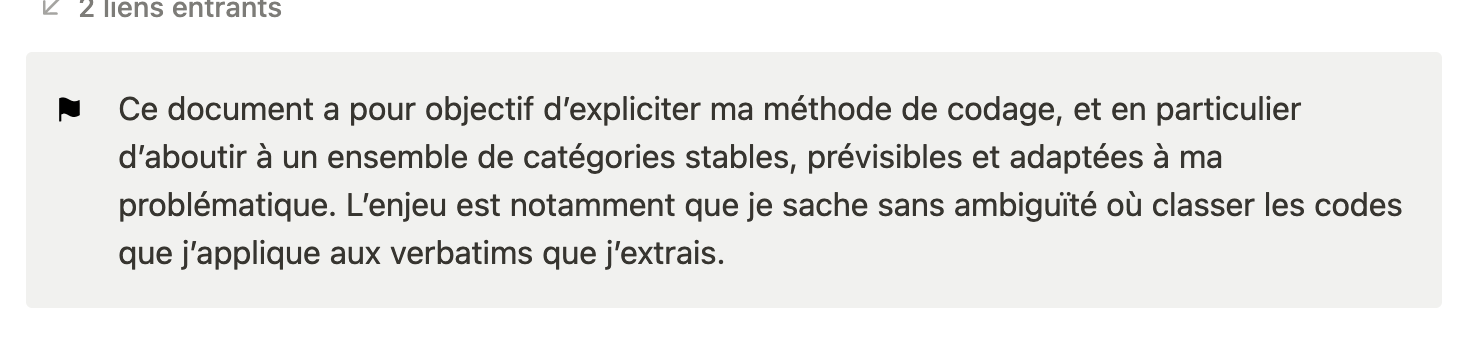 2 liens entrants
Ce document a pour objectif d’expliciter ma méthode de codage, et en particulier
d’aboutir à un ensemble de catégories stables, prévisibles et adaptées à ma
problématique. L’enjeu est notamment que je sache sans ambiguïté où classer les codes
que j’applique aux verbatims que j’extrais.